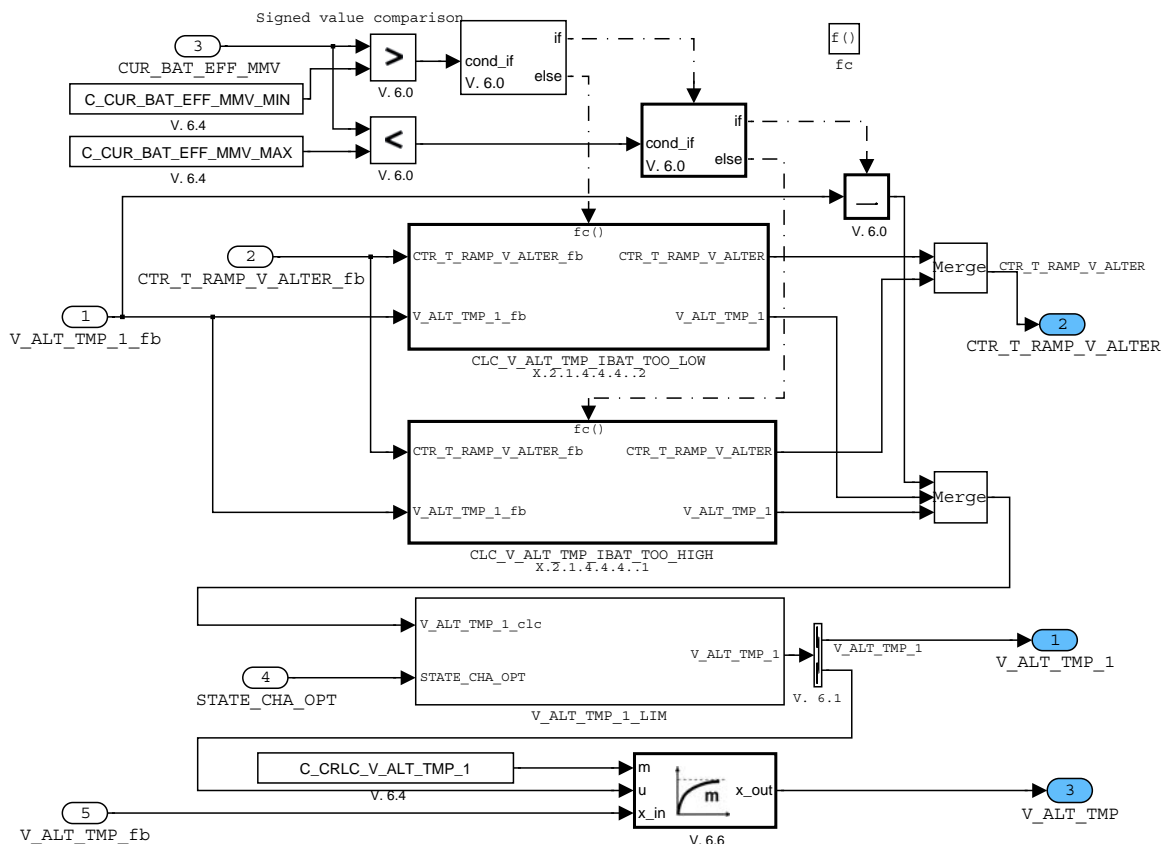 Signed value comparison
3
CUR_BAT_EFF_MMV
>
V. 6.0
if
cond_if
else
V. 6.0
f()
fc
C_CUR_BAT_EFF_MMV_MIN
V. 6.4
<
V. 6.0
if
cond_if
else
V. 6.0
C_CUR_BAT_EFF_MMV_MAX
V. 6.4
V. 6.0
fc()
2
CTR_T_RAMP_V_ALTER_fb
CTR_T_RAMP_V_ALTER_fb
CTR_T_RAMP_V_ALTER
Merge
CTR_T_RAMP_V_ALTER
1
V_ALT_TMP_1_fb
V_ALT_TMP_1_fb
V_ALT_TMP_1
2
CTR_T_RAMP_V_ALTER
CLC_V_ALT_TMP_IBAT_TOO_LOW
X.2.1.4.4.4..2
fc()
CTR_T_RAMP_V_ALTER_fb
CTR_T_RAMP_V_ALTER
V_ALT_TMP_1_fb
V_ALT_TMP_1
Merge
CLC_V_ALT_TMP_IBAT_TOO_HIGH
X.2.1.4.4.4..1
V_ALT_TMP_1_clc
V_ALT_TMP_1
STATE_CHA_OPT
4
STATE_CHA_OPT
V_ALT_TMP_1_LIM
V. 6.1
V_ALT_TMP_1
1
V_ALT_TMP_1
C_CRLC_V_ALT_TMP_1
V. 6.4
m
u
x_in
m
x_out
V. 6.6
5
V_ALT_TMP_fb
3
V_ALT_TMP